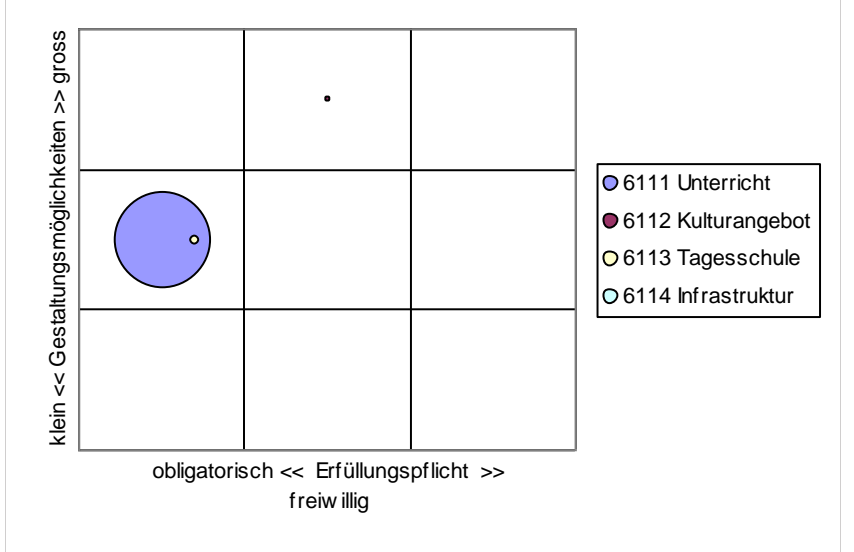 klein << Gestaltungsmöglichkeiten >> gross
6111 Unterricht
6112 Kulturangebot
6113 Tagesschule
6114 Infrastruktur
obligatorisch << Erfüllungspflicht >>
freiwillig